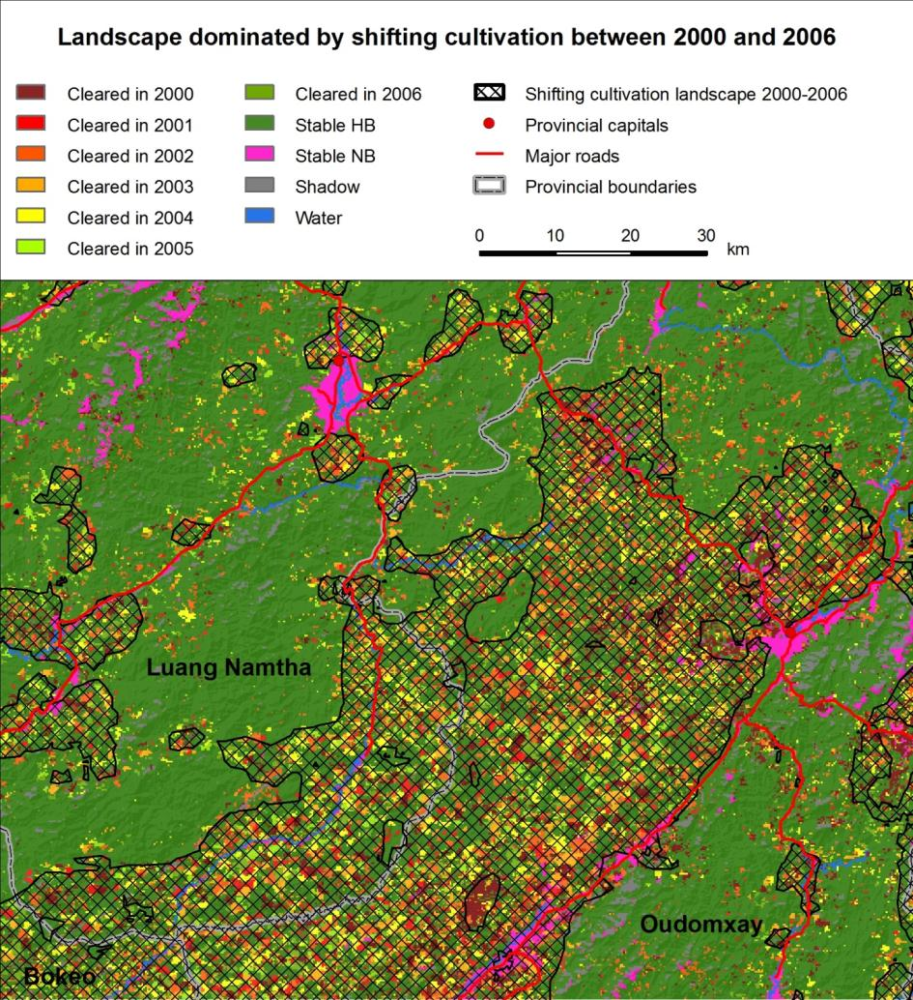 Landscape dominated by shifting cultivation between 2000 and 2006
Cleared in 2000
Cleared in 2001
Cleared in 2002
Cleared in 2003
Cleared in 2004
Cleared in 2005
Cleared in 2006
Stable HB
Stable NB
Shadow
Water
Shifting cultivation landscape 2000-2006
Provincial capitals
Major roads
Provincial boundaries
0 10 20 30
km
Luang Namtha
Oudomxay
Bokeo